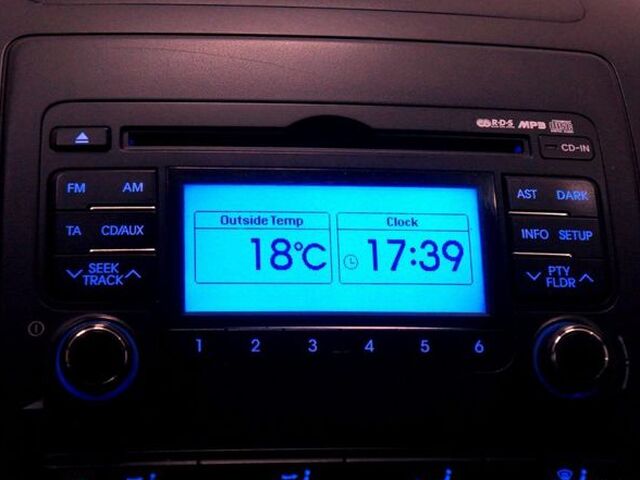 R·D·S MP3
CD-IN
FM AM
AST DARK
TA CD/AUX
INFO SETUP
SEEK
TRACK
PTY
FLDR
Outside Temp
18°C
Clock
17:39
1 2 3 4 5 6